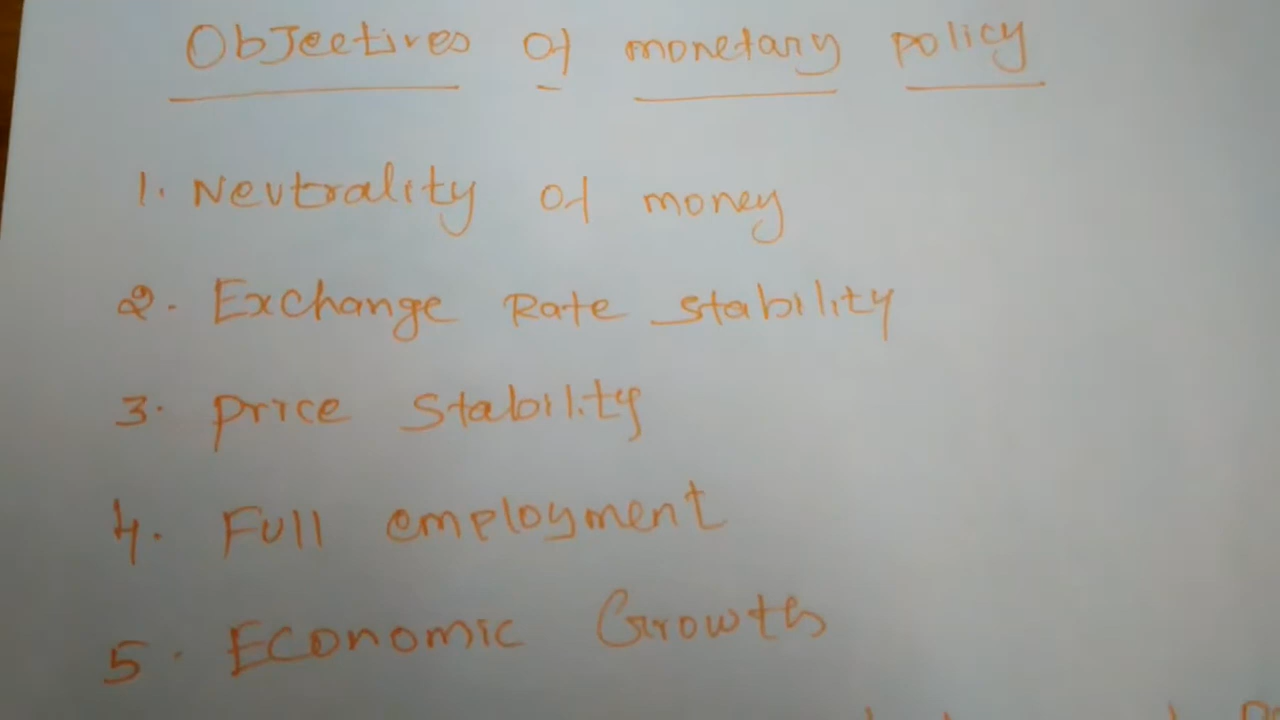 Objectives of monetary policy
1. Neutrality of money
2. Exchange Rate stability
3. Price Stability
4. Full employment
5. Economic Growth